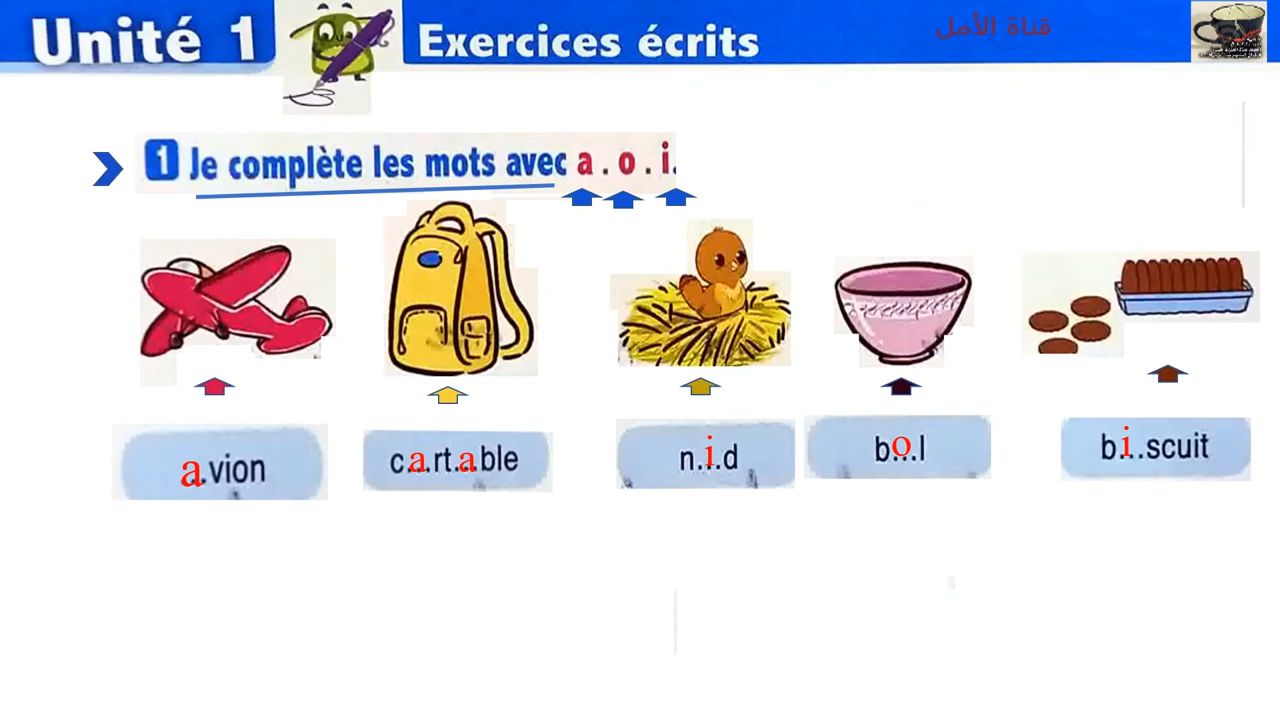 Unité 1
Exercices écrits
قناة الأمل
1 Je complète les mots avec a . o . i.
a..vion
c..a..rt..a..ble
n..i..d
b..o..l
b..i..scuit